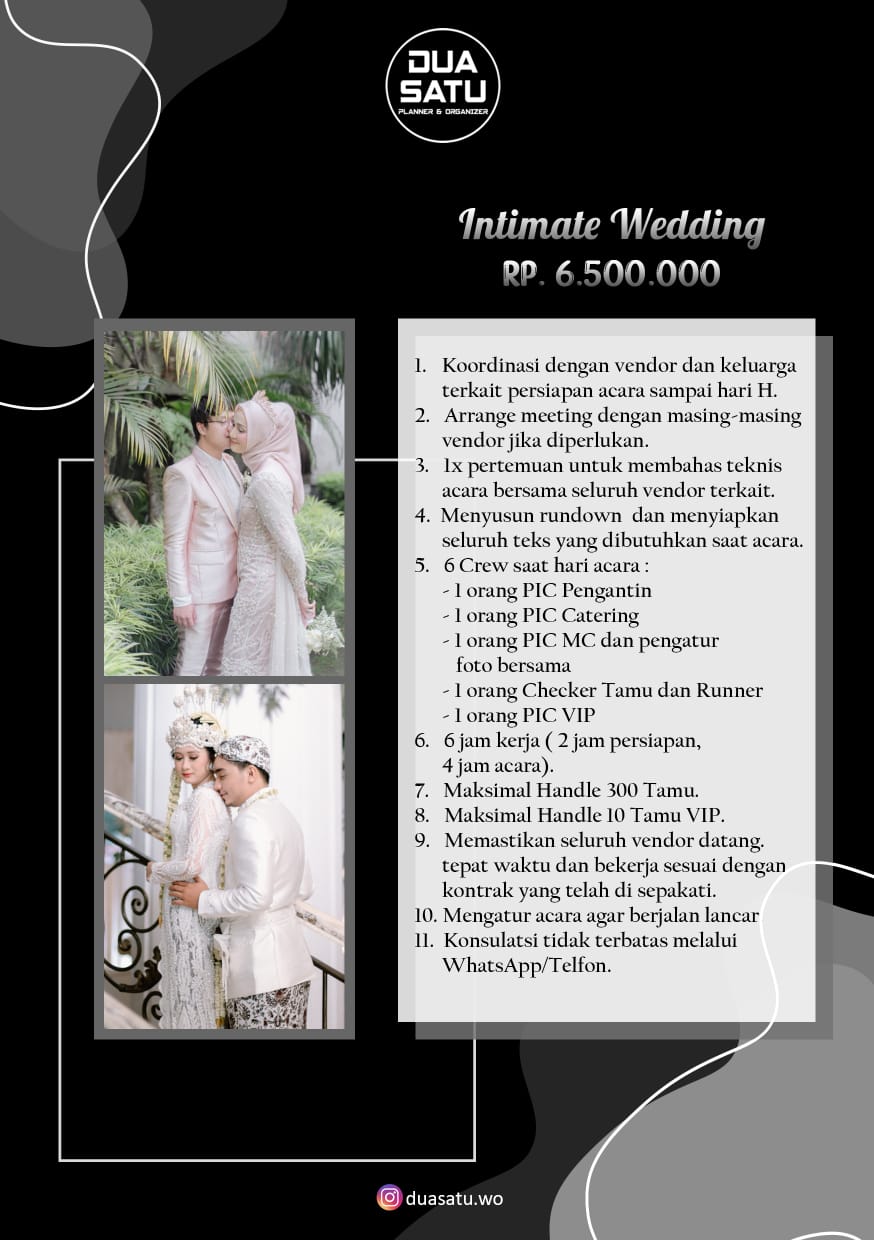 DUA
SATU
PLANNER & ORGANIZER
Intimate Wedding
RP. 6.500.000
1. Koordinasi dengan vendor dan keluarga
terkait persiapan acara sampai hari H.
2. Arrange meeting dengan masing-masing
vendor jika diperlukan.
3. 1x pertemuan untuk membahas teknis
acara bersama seluruh vendor terkait.
4. Menyusun rundown dan menyiapkan
seluruh teks yang dibutuhkan saat acara.
5. 6 Crew saat hari acara :
- 1 orang PIC Pengantin
- 1 orang PIC Catering
- 1 orang PIC MC dan pengatur
foto bersama
- 1 orang Checker Tamu dan Runner
- 1 orang PIC VIP
6. 6 jam kerja ( 2 jam persiapan,
4 jam acara).
7. Maksimal Handle 300 Tamu.
8. Maksimal Handle 10 Tamu VIP.
9. Memastikan seluruh vendor datang.
tepat waktu dan bekerja sesuai dengan
kontrak yang telah di sepakati.
10. Mengatur acara agar berjalan lancar
11. Konsulatsi tidak terbatas melalui
WhatsApp/Telfon.
duasatu.wo